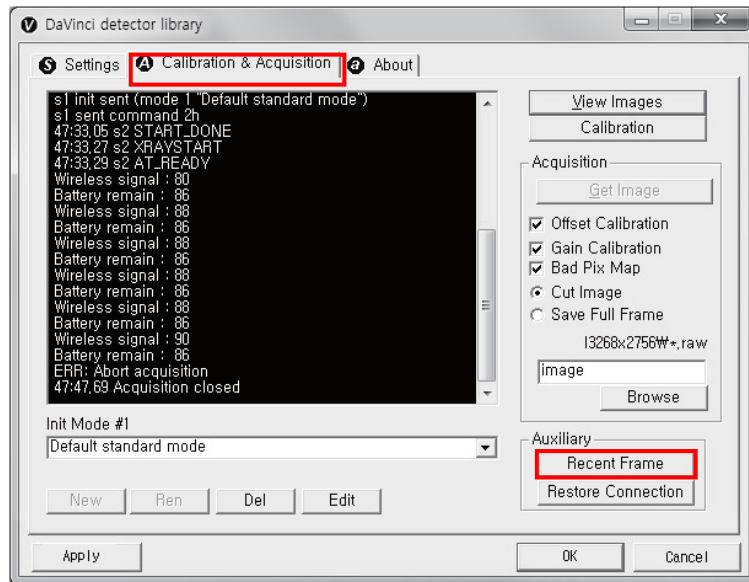 DaVinci detector library
Settings
Calibration & Acquisition
About
s1 init sent (mode 1 "Default standard mode")
s1 sent command 2h
47:33,05 s2 START_DONE
47:33,27 s2 XRAYSTART
47:33,29 s2 AT_READY
Wireless signal : 80
Battery remain : 86
Wireless signal : 88
Battery remain : 86
Wireless signal : 88
Battery remain : 86
Wireless signal : 88
Battery remain : 86
Wireless signal : 88
Battery remain : 86
Wireless signal : 90
Battery remain : 86
ERR: Abort acquisition
47:47,69 Acquisition closed
Init Mode #1
Default standard mode
New
Ren
Del
Edit
View Images
Calibration
Acquisition
Get Image
Offset Calibration
Gain Calibration
Bad Pix Map
Cut Image
Save Full Frame
I3268x2756₩*,raw
image
Browse
Auxiliary
Recent Frame
Restore Connection
Apply
OK
Cancel